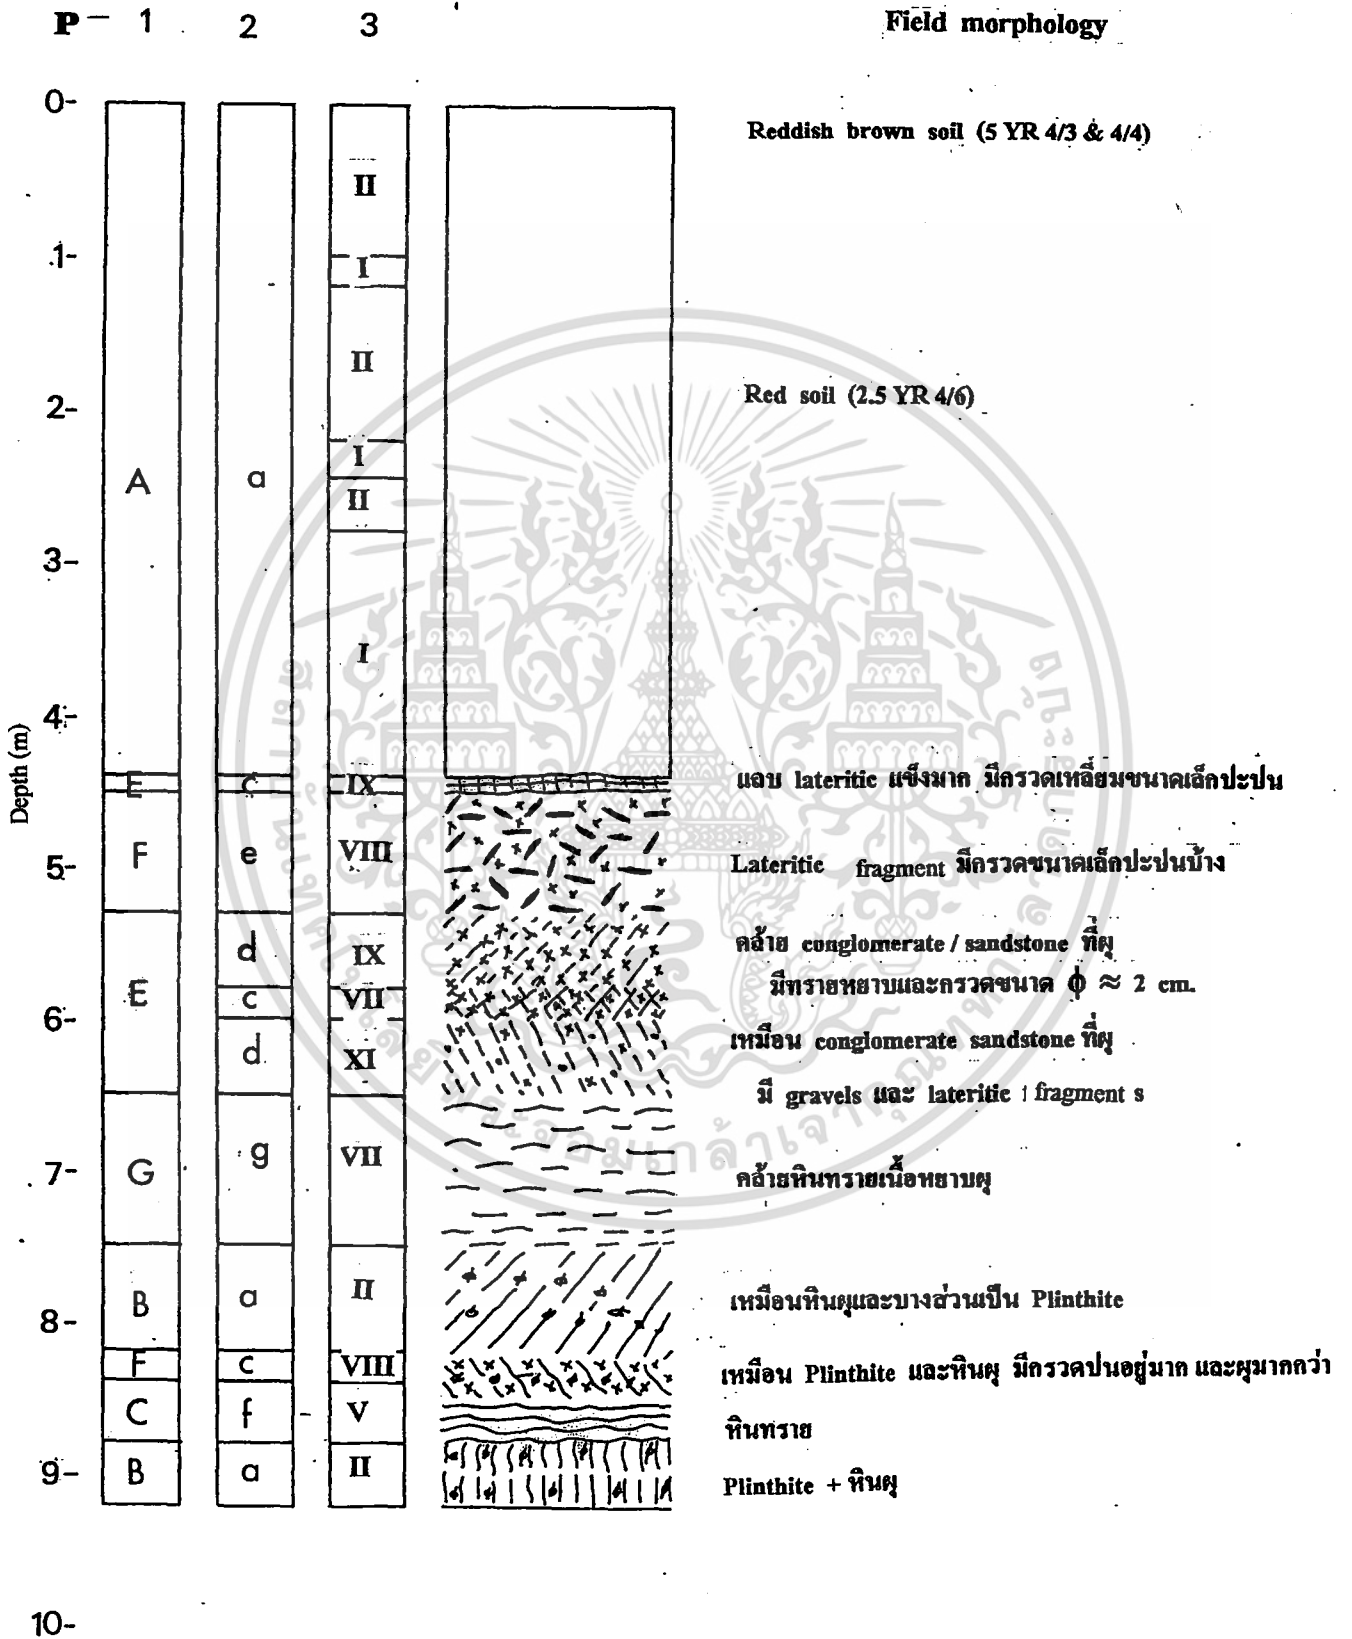 P – 1 2 3 Field morphology
0-
Reddish brown soil (5 YR 4/3 & 4/4)
II
1-
I
II
Red soil (2.5 YR 4/6)
2-
I
A a
II
3-
I
4-
Depth (m)
E c IX แถบ lateritic แข็งมาก มีกรวดเหลี่ยมขนาดเล็กปะปน
F e VIII
5-
Lateritic fragment มีกรวดขนาดเล็กปะปนบ้าง
d IX คล้าย conglomerate / sandstone ที่ผุ
E c VII มีทรายหยาบและกรวดขนาด ϕ ≈ 2 cm.
6-
d XI เหมือน conglomerate sandstone ที่ผุ
มี gravels และ lateritic fragment s
G g VII
7-
คล้ายหินทรายเนื้อหยาบผุ
B a II เหมือนหินผุและบางส่วนเป็น Plinthite
8-
F c VIII เหมือน Plinthite และหินผุ มีกรวดปนอยู่มาก และผุมากกว่า
C f V หินทราย
9- B a II Plinthite + หินผุ
10-